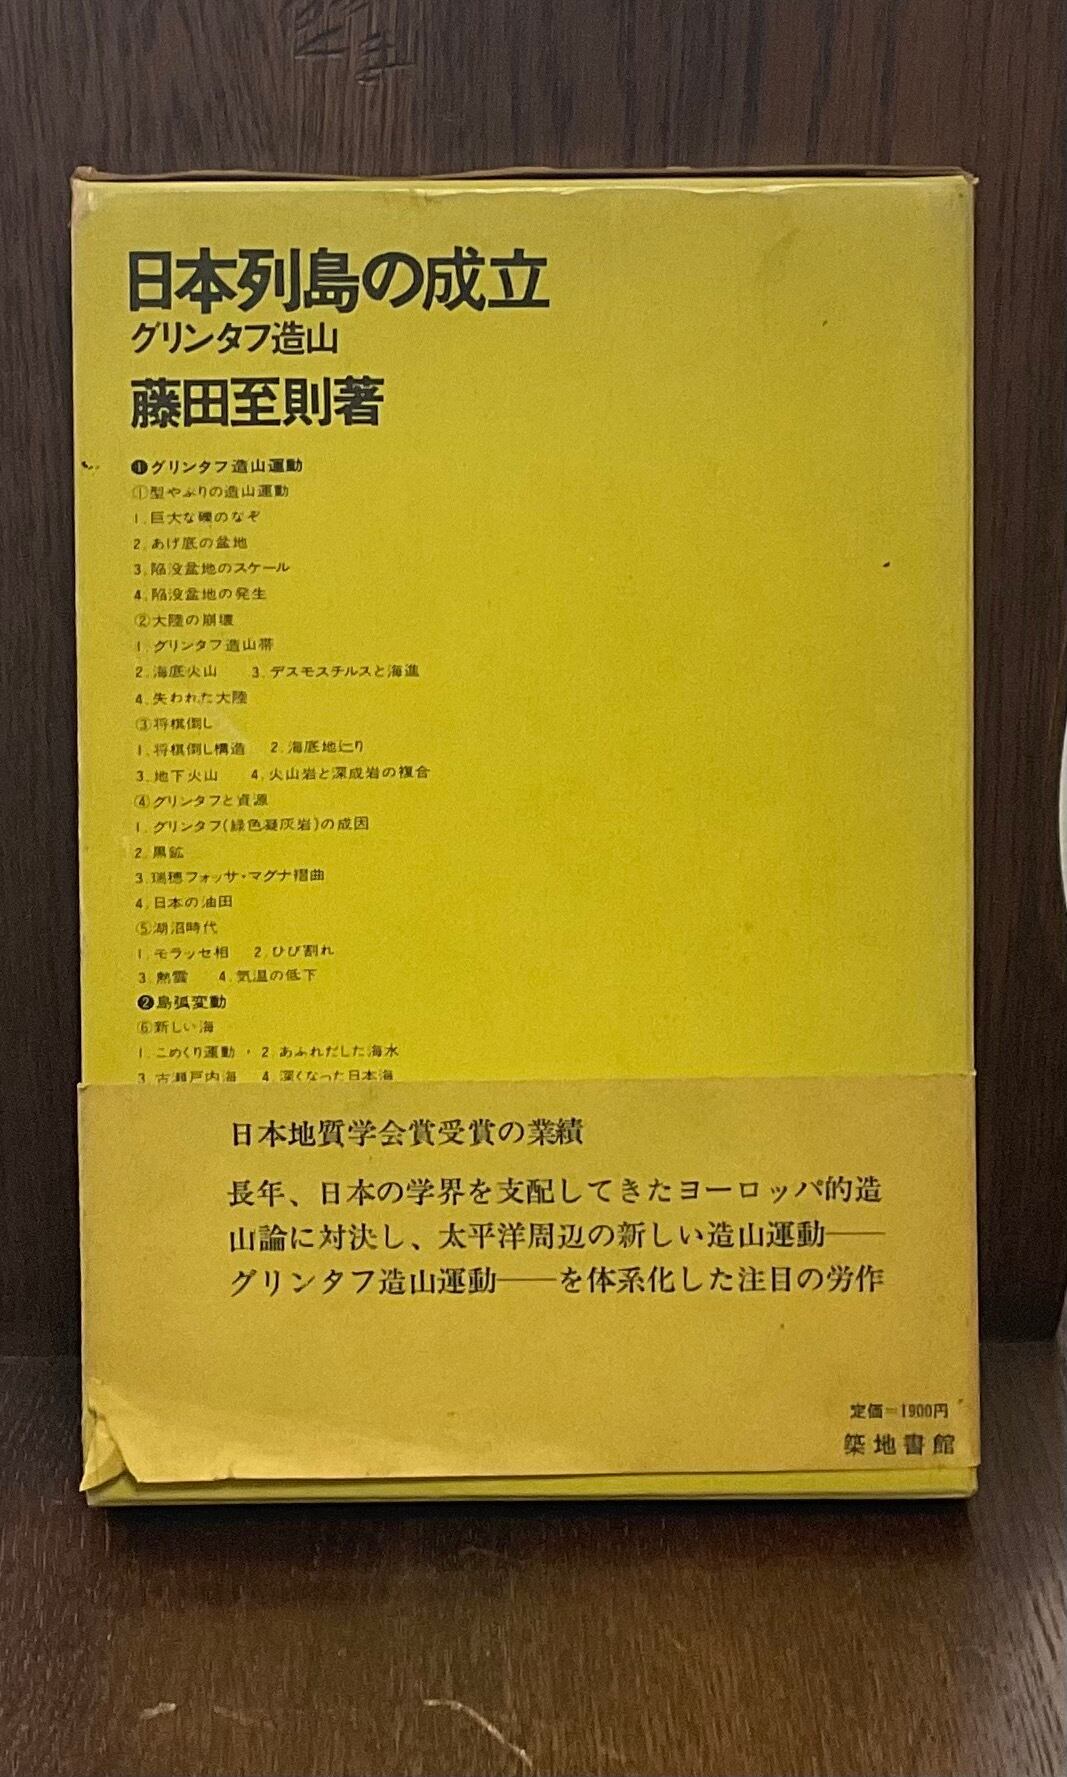 日本列島の成立
グリンタフ造山
藤田至則著
❶グリンタフ造山運動
①型やぶりの造山運動
1.巨大な礫のなぞ
2.あげ底の盆地
3.陥没盆地のスケール
4.陥没盆地の発生
②大陸の崩壊
1.グリンタフ造山帯
2.海底火山 3.デスモスチルスと海進
4.失われた大陸
③将棋倒し
1.将棋倒し構造 2.海底地辷り
3.地下火山 4.火山岩と深成岩の複合
④グリンタフと資源
1.グリンタフ(緑色凝灰岩)の成因
2.黒鉱
3.瑞穂フォッサ・マグナ褶曲
4.日本の油田
⑤湖沼時代
1.モラッセ相 2.ひび割れ
3.熱雲 4.気温の低下
❷島弧変動
⑥新しい海
1.こめくり運動・2.あふれだした海水
3.古瀬戸内海 4.深くなった日本海
日本地質学会賞受賞の業績
長年、日本の学界を支配してきたヨーロッパ的造
山論に対決し、太平洋周辺の新しい造山運動――
グリンタフ造山運動――を体系化した注目の労作
定価=1900円
築地書館